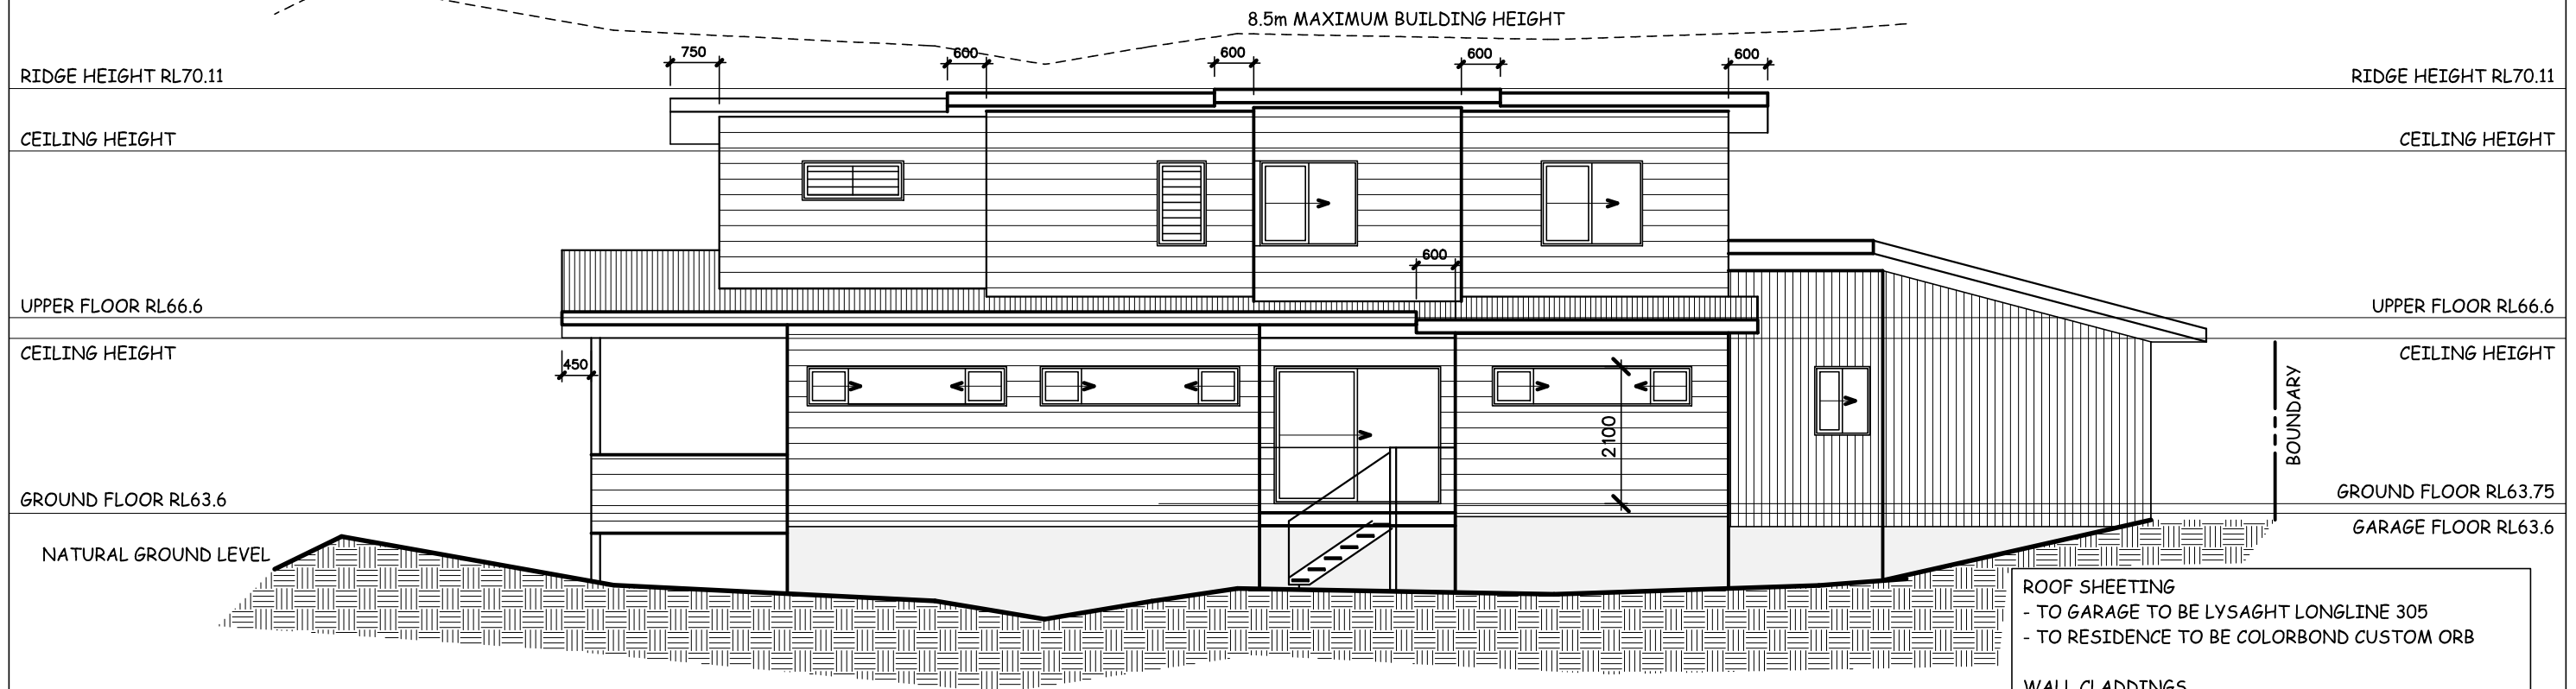 8.5m MAXIMUM BUILDING HEIGHT
750
600
600
600
600
RIDGE HEIGHT RL70.11
RIDGE HEIGHT RL70.11
CEILING HEIGHT
CEILING HEIGHT
600
UPPER FLOOR RL66.6
UPPER FLOOR RL66.6
CEILING HEIGHT
CEILING HEIGHT
450
2100
BOUNDARY
GROUND FLOOR RL63.6
GROUND FLOOR RL63.75
GARAGE FLOOR RL63.6
NATURAL GROUND LEVEL
ROOF SHEETING
- TO GARAGE TO BE LYSAGHT LONGLINE 305
- TO RESIDENCE TO BE COLORBOND CUSTOM ORB
WALL CLADDINGS